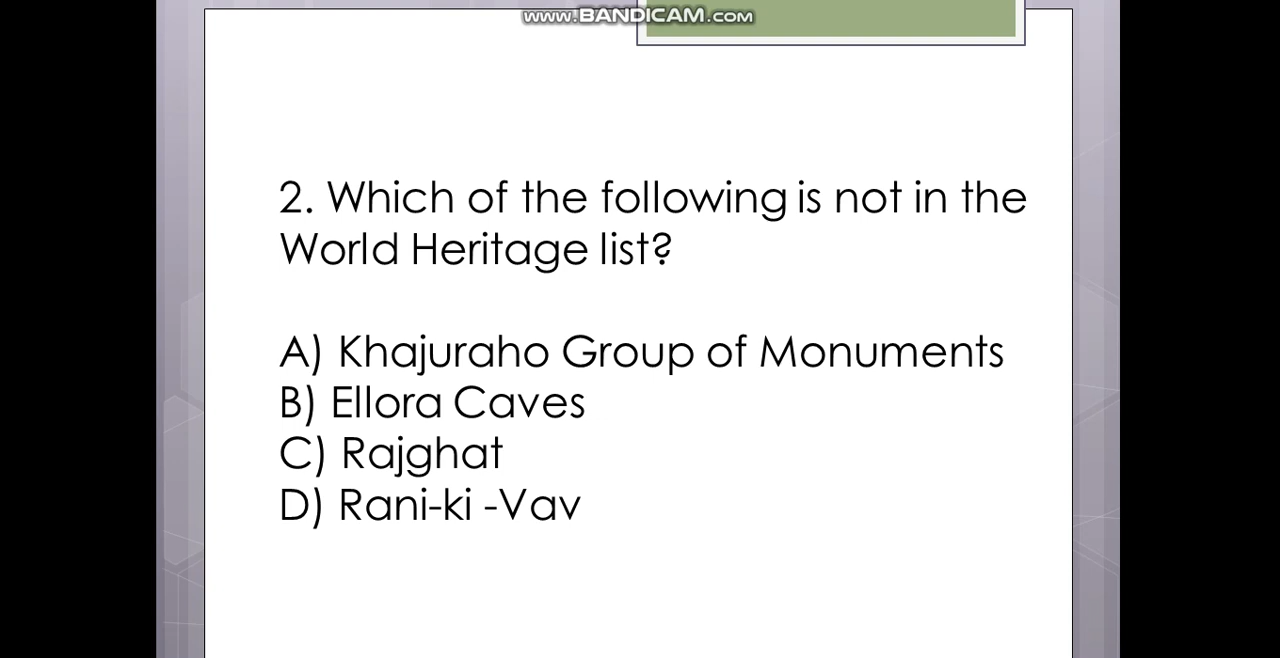 www.BANDICAM.com
2. Which of the following is not in the
World Heritage list?
A) Khajuraho Group of Monuments
B) Ellora Caves
C) Rajghat
D) Rani-ki -Vav